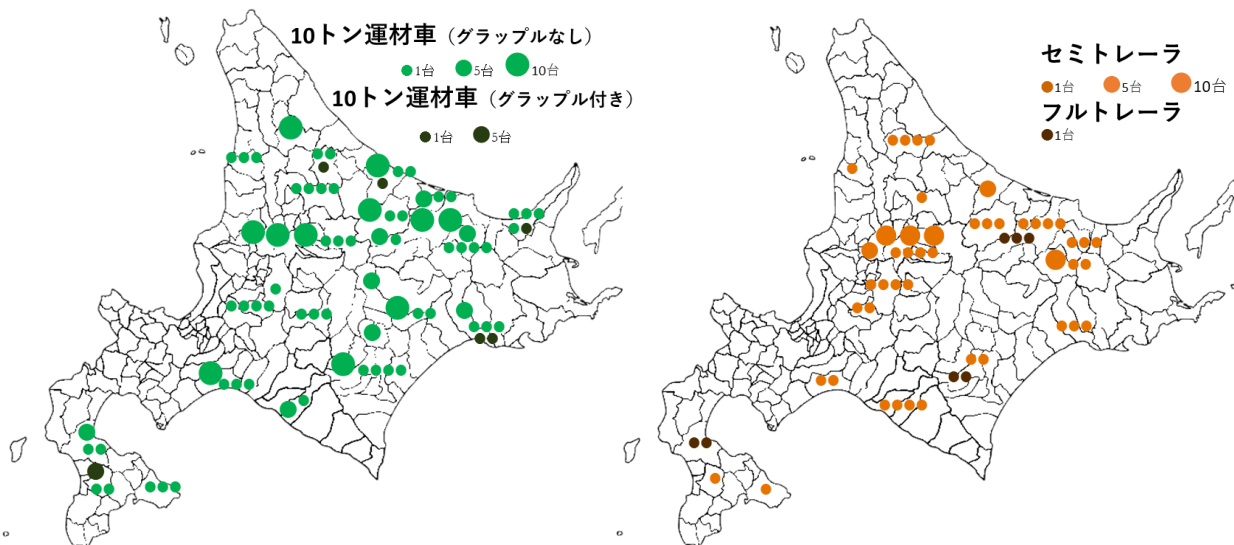 10トン運材車（グラップルなし）
1台 5台 10台
10トン運材車（グラップル付き）
1台 5台
セミトレーラ
1台 5台 10台
フルトレーラ
1台